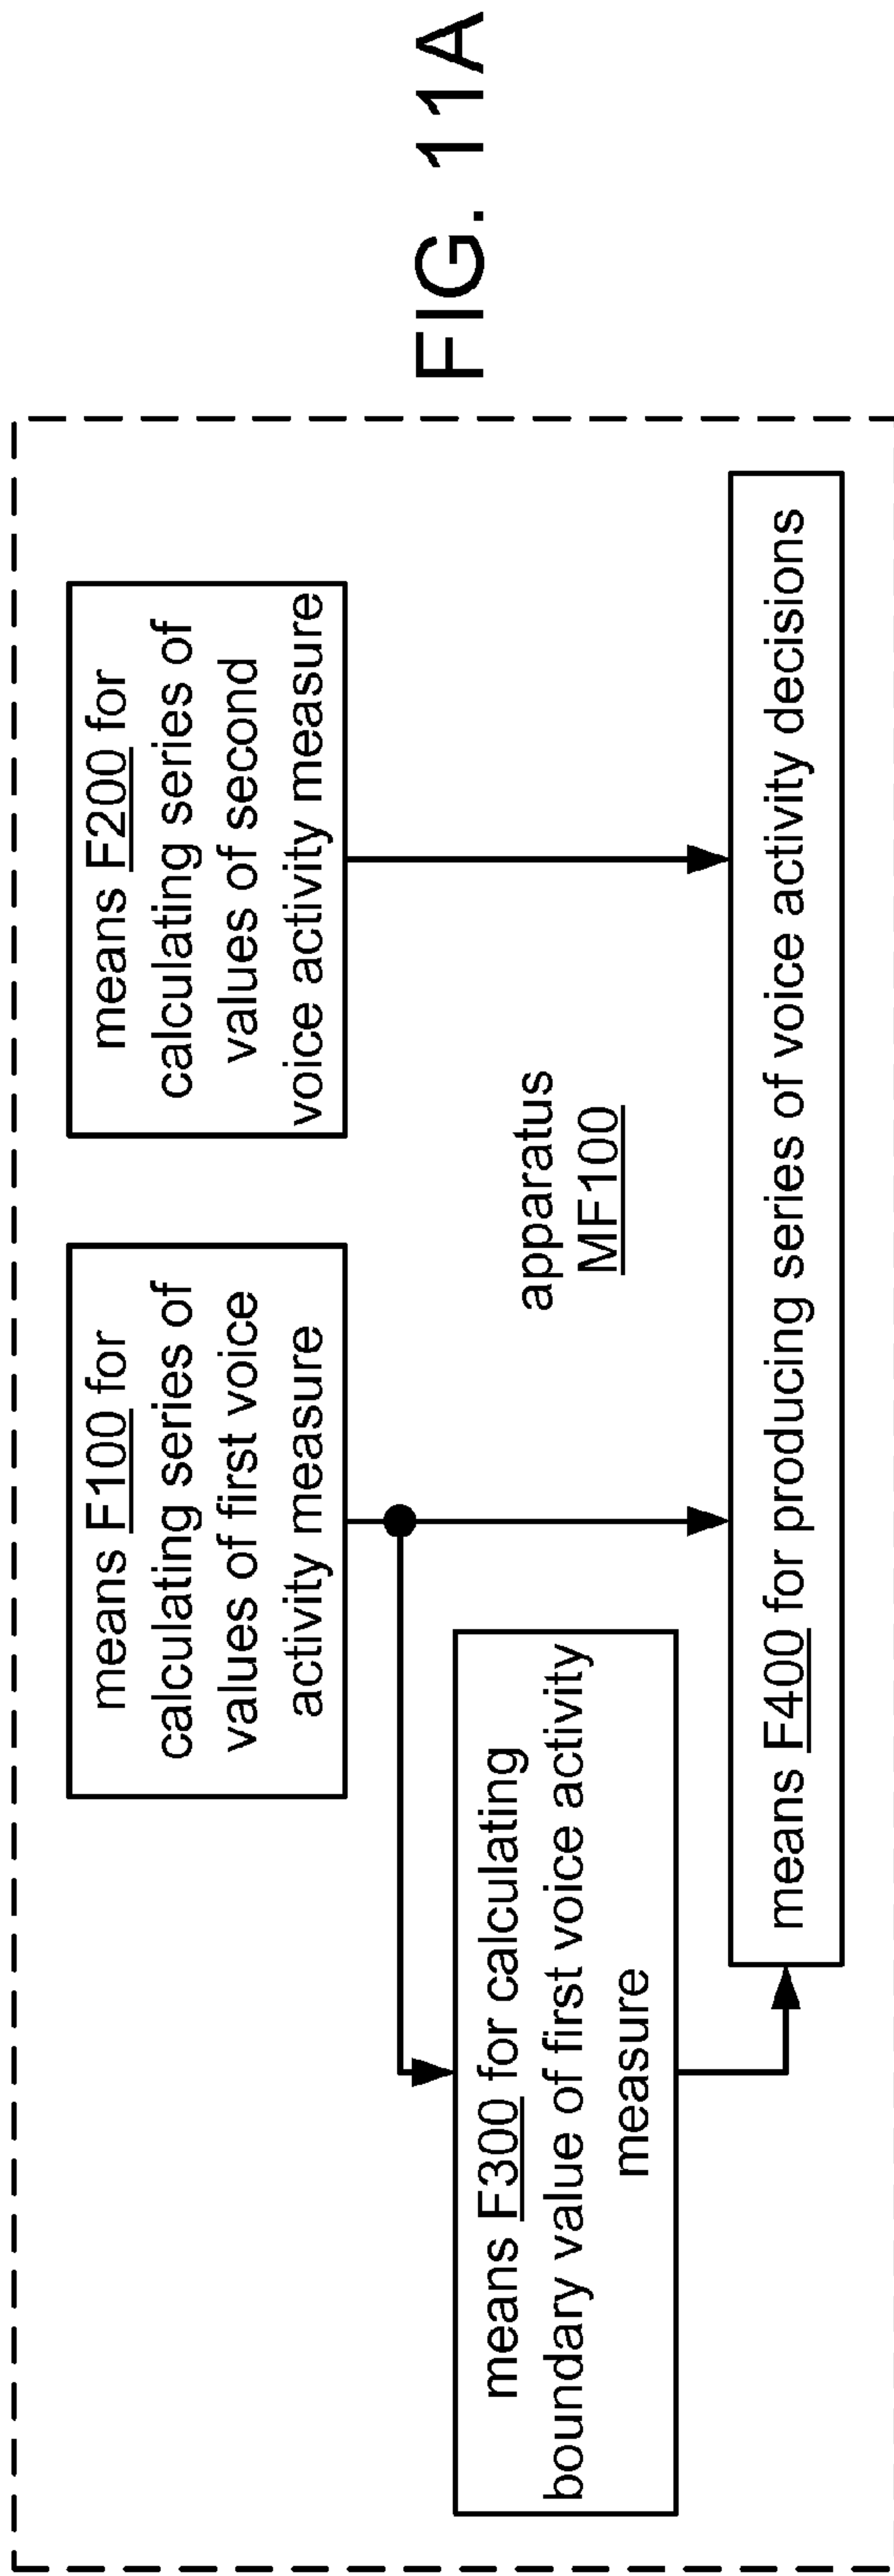 means F100 for
calculating series of
values of first voice
activity measure
means F200 for
calculating series of
values of second
voice activity measure
means F300 for calculating
boundary value of first voice activity
measure
apparatus
MF100
means F400 for producing series of voice activity decisions
FIG. 11A